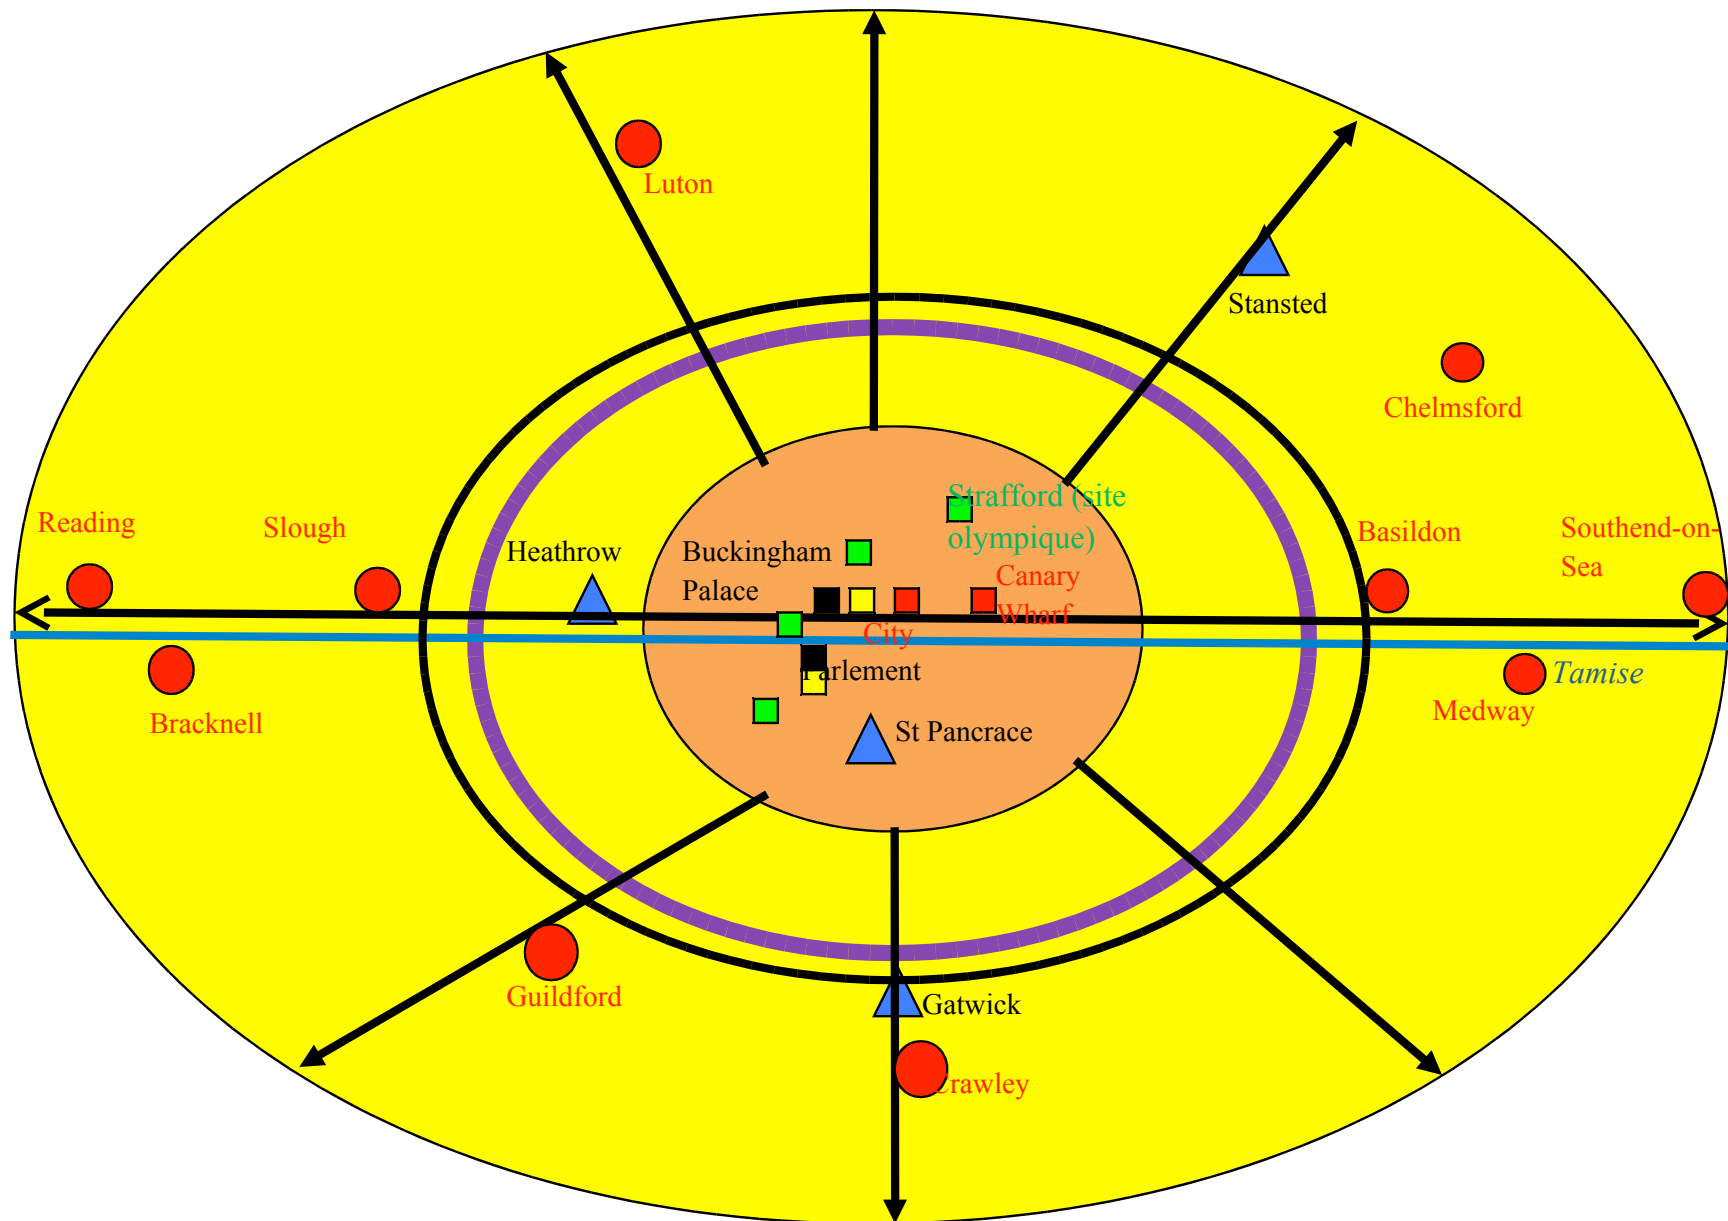 Luton
Stansted
Chelmsford
Strafford (site
olympique)
Reading
Slough
Heathrow
Buckingham
Palace
Canary
Wharf
Basildon
Southend-on-
Sea
City
Parlement
Tamise
Bracknell
Medway
St Pancrace
Guildford
Gatwick
Crawley